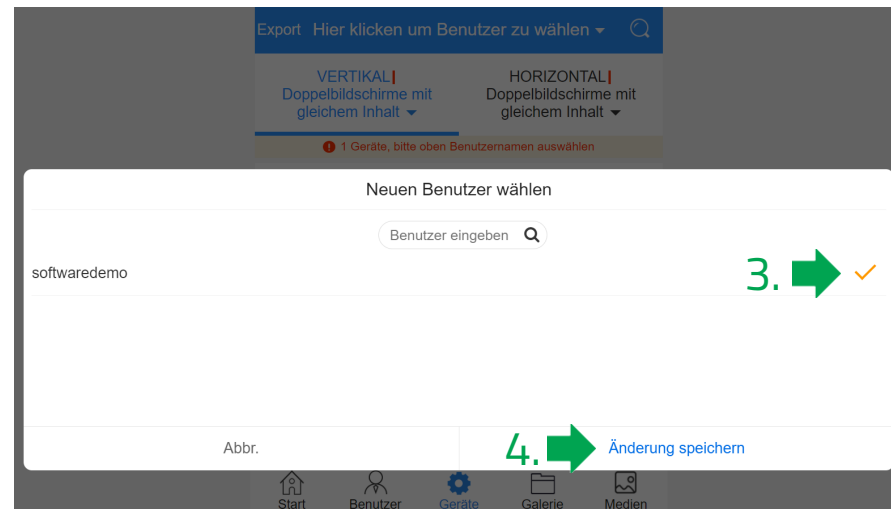 Export Hier klicken um Benutzer zu wählen
VERTIKAL
Doppelbildschirme mit
gleichem Inhalt
HORIZONTAL
Doppelbildschirme mit
gleichem Inhalt
1 Geräte, bitte oben Benutzernamen auswählen
Neuen Benutzer wählen
Benutzer eingeben
softwaredemo
3.
Abbr.
4.
Änderung speichern
Start Benutzer Geräte Galerie Medien